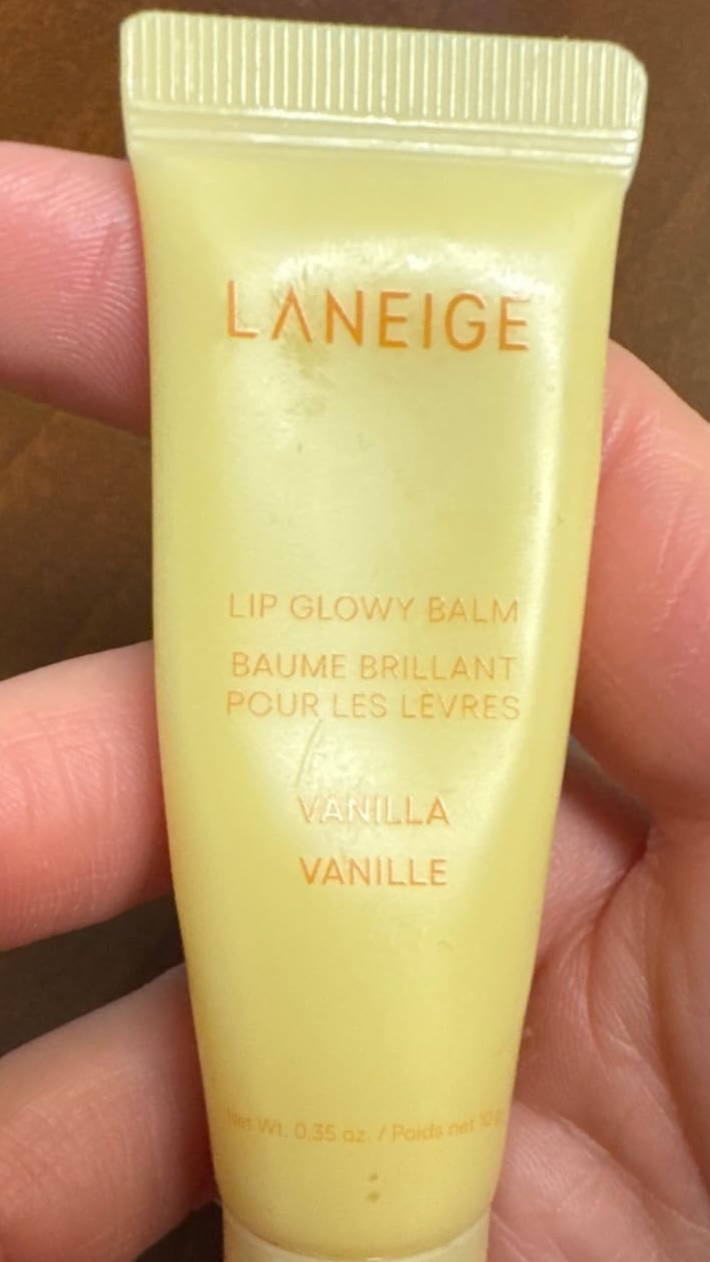 LANEIGE
LIP GLOWY BALM
BAUME BRILLANT
POUR LES LÈVRES
VANILLA
VANILLE
Net Wt. 0.35 oz. / Poids net 10 g